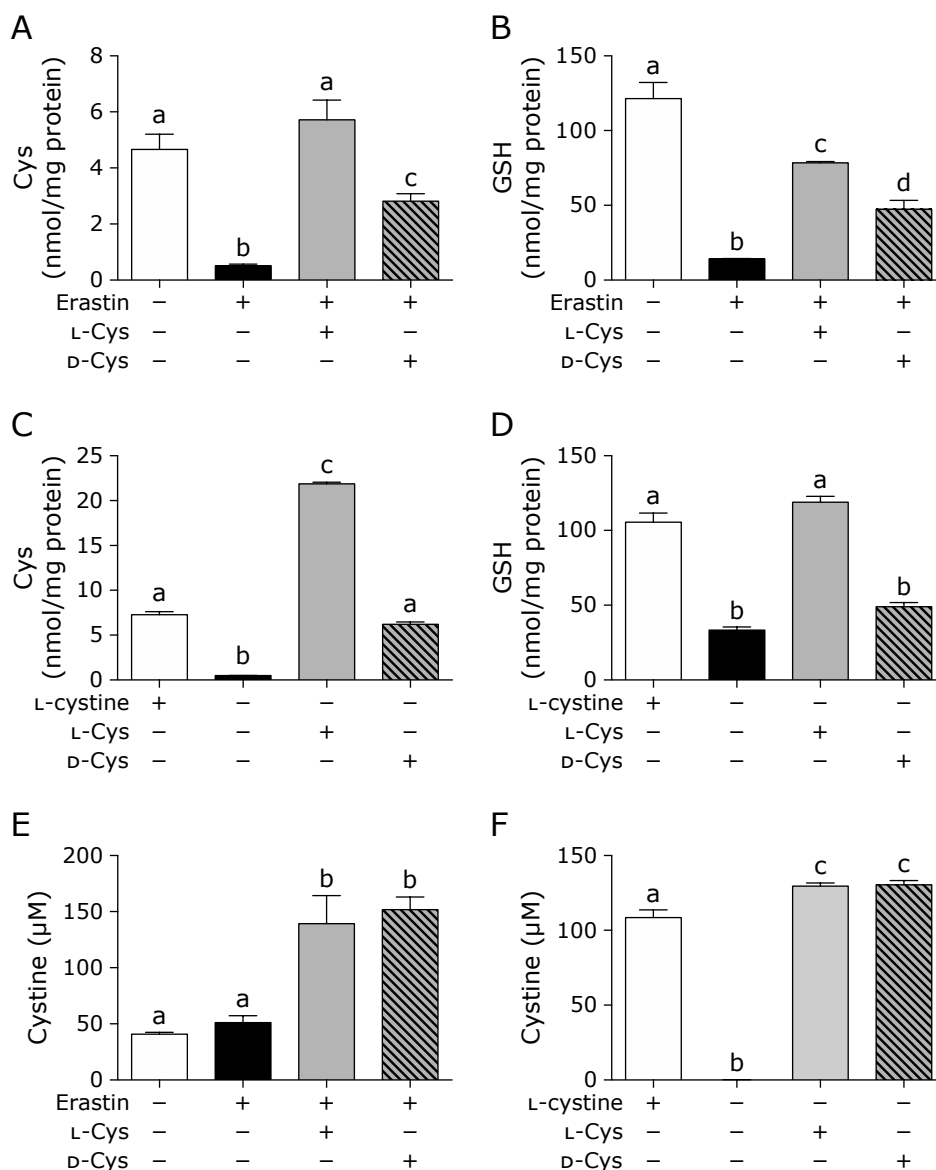 A
Cys
(nmol/mg protein)
8
6
4
2
0
a
b
a
c
Erastin − + + +
ʟ-Cys − − + −
ᴅ-Cys − − − +
B
GSH
(nmol/mg protein)
150
100
50
0
a
b
c
d
Erastin − + + +
ʟ-Cys − − + −
ᴅ-Cys − − − +
C
Cys
(nmol/mg protein)
25
20
15
10
5
0
a
b
c
a
ʟ-cystine + − − −
ʟ-Cys − − + −
ᴅ-Cys − − − +
D
GSH
(nmol/mg protein)
150
100
50
0
a
b
a
b
ʟ-cystine + − − −
ʟ-Cys − − + −
ᴅ-Cys − − − +
E
Cystine (µM)
200
150
100
50
0
a
a
b
b
Erastin − + + +
ʟ-Cys − − + −
ᴅ-Cys − − − +
F
Cystine (µM)
150
100
50
0
a
b
c
c
ʟ-cystine + − − −
ʟ-Cys − − + −
ᴅ-Cys − − − +